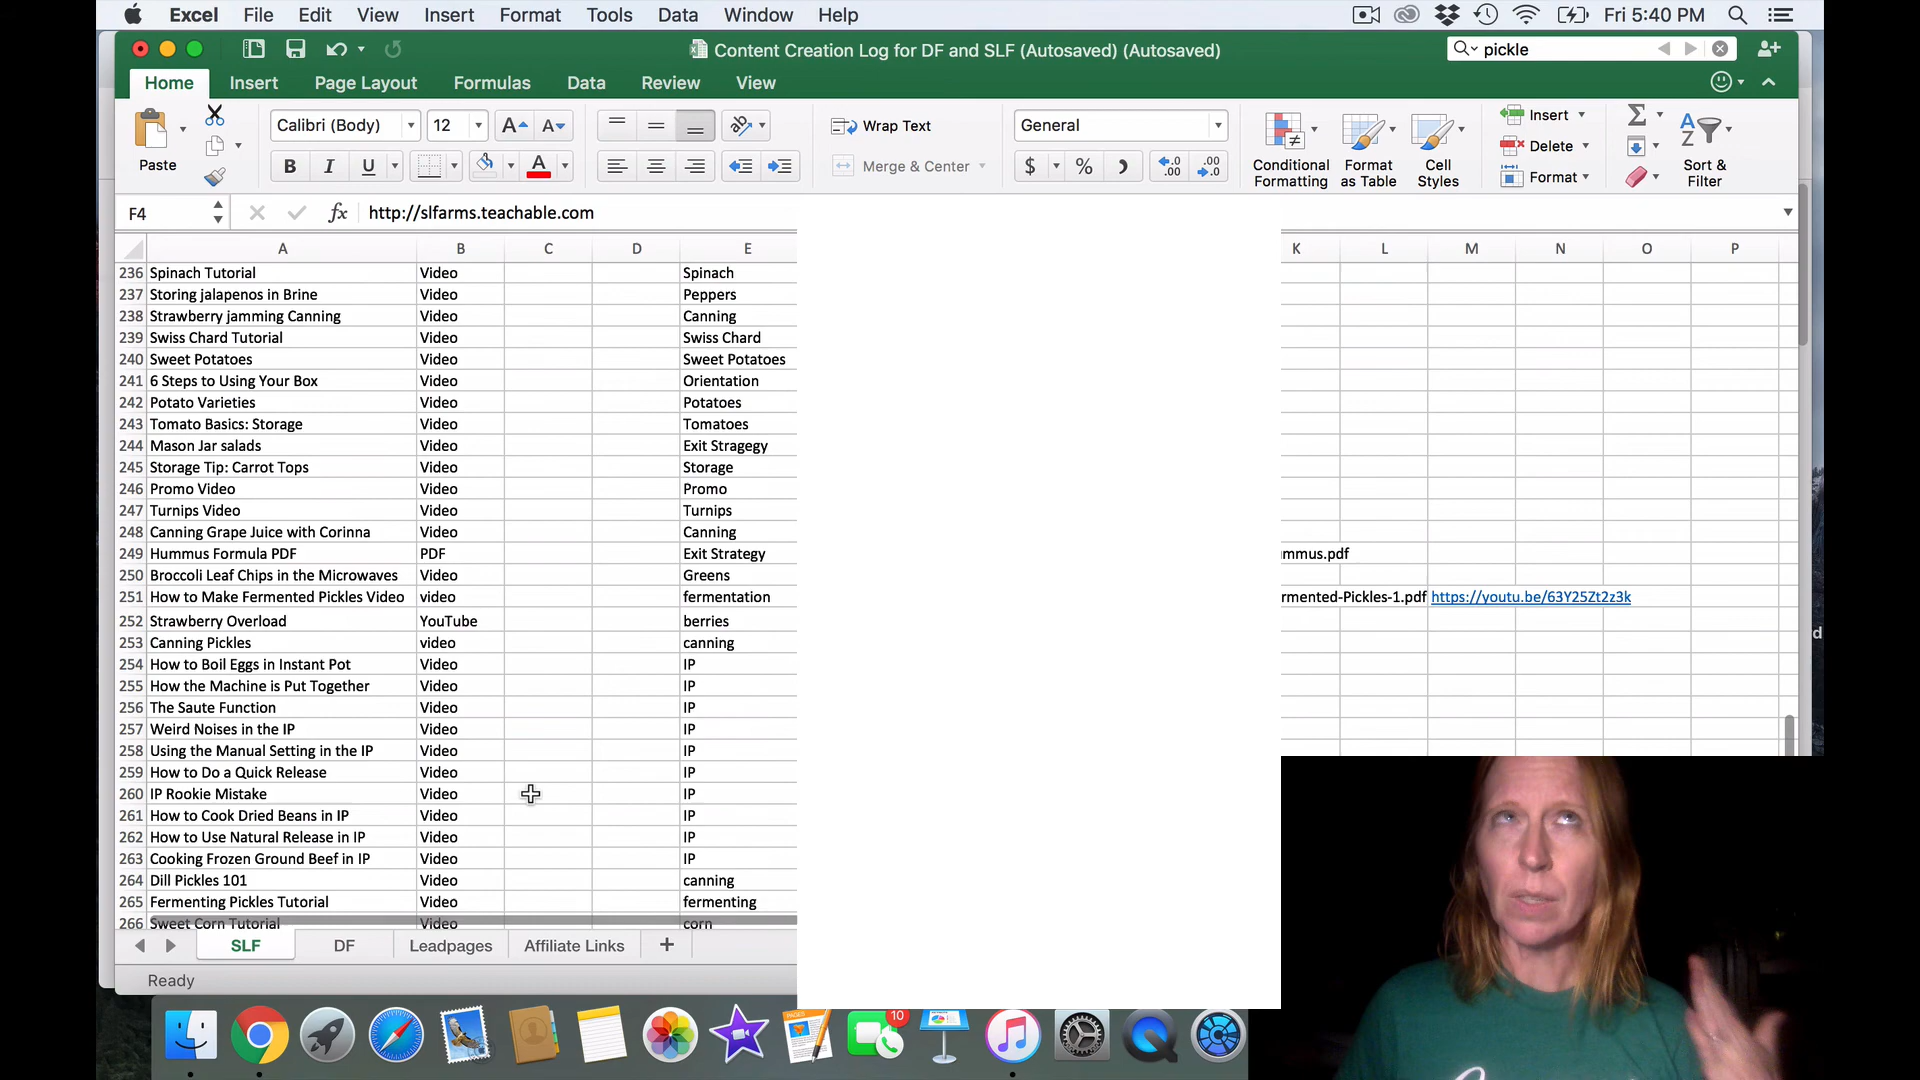 Excel File Edit View Insert Format Tools Data Window Help Fri 5:40 PM
Content Creation Log for DF and SLF (Autosaved) (Autosaved) pickle
Home Insert Page Layout Formulas Data Review View
Paste Calibri (Body) 12 Wrap Text General Conditional Formatting Format as Table Cell Styles Insert Sort & Filter
Delete
B I U A Merge & Center $ % Format
F4 fx http://slfarms.teachable.com
A B C D E K L M N O P
236 Spinach Tutorial Video Spinach
237 Storing jalapenos in Brine Video Peppers
238 Strawberry jamming Canning Video Canning
239 Swiss Chard Tutorial Video Swiss Chard
240 Sweet Potatoes Video Sweet Potatoes
241 6 Steps to Using Your Box Video Orientation
242 Potato Varieties Video Potatoes
243 Tomato Basics: Storage Video Tomatoes
244 Mason Jar salads Video Exit Stragegy
245 Storage Tip: Carrot Tops Video Storage
246 Promo Video Video Promo
247 Turnips Video Video Turnips
248 Canning Grape Juice with Corinna Video Canning
249 Hummus Formula PDF PDF Exit Strategy mmus.pdf
250 Broccoli Leaf Chips in the Microwaves Video Greens
251 How to Make Fermented Pickles Video video fermentation rmented-Pickles-1.pdf https://youtu.be/63Y25Zt2z3k
252 Strawberry Overload YouTube berries
253 Canning Pickles video canning
254 How to Boil Eggs in Instant Pot Video IP
255 How the Machine is Put Together Video IP
256 The Saute Function Video IP
257 Weird Noises in the IP Video IP
258 Using the Manual Setting in the IP Video IP
259 How to Do a Quick Release Video IP
260 IP Rookie Mistake Video IP
261 How to Cook Dried Beans in IP Video IP
262 How to Use Natural Release in IP Video IP
263 Cooking Frozen Ground Beef in IP Video IP
264 Dill Pickles 101 Video canning
265 Fermenting Pickles Tutorial Video fermenting
266 Sweet Corn Tutorial Video corn
SLF DF Leadpages Affiliate Links +
Ready
PAGES 10